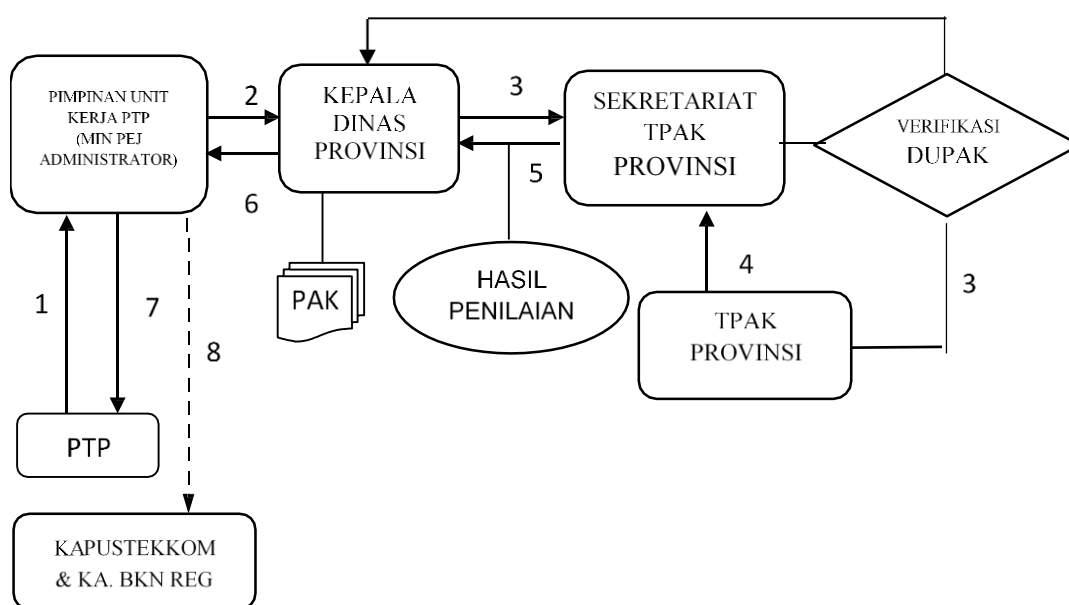 PIMPINAN UNIT
KERJA PTP
(MIN PEJ
ADMINISTRATOR)
2
6
KEPALA
DINAS
PROVINSI
3
5
SEKRETARIAT
TPAK
PROVINSI
VERIFIKASI
DUPAK
PAK
HASIL
PENILAIAN
4
3
TPAK
PROVINSI
1
7
8
PTP
KAPUSTEKKOM
& KA. BKN REG